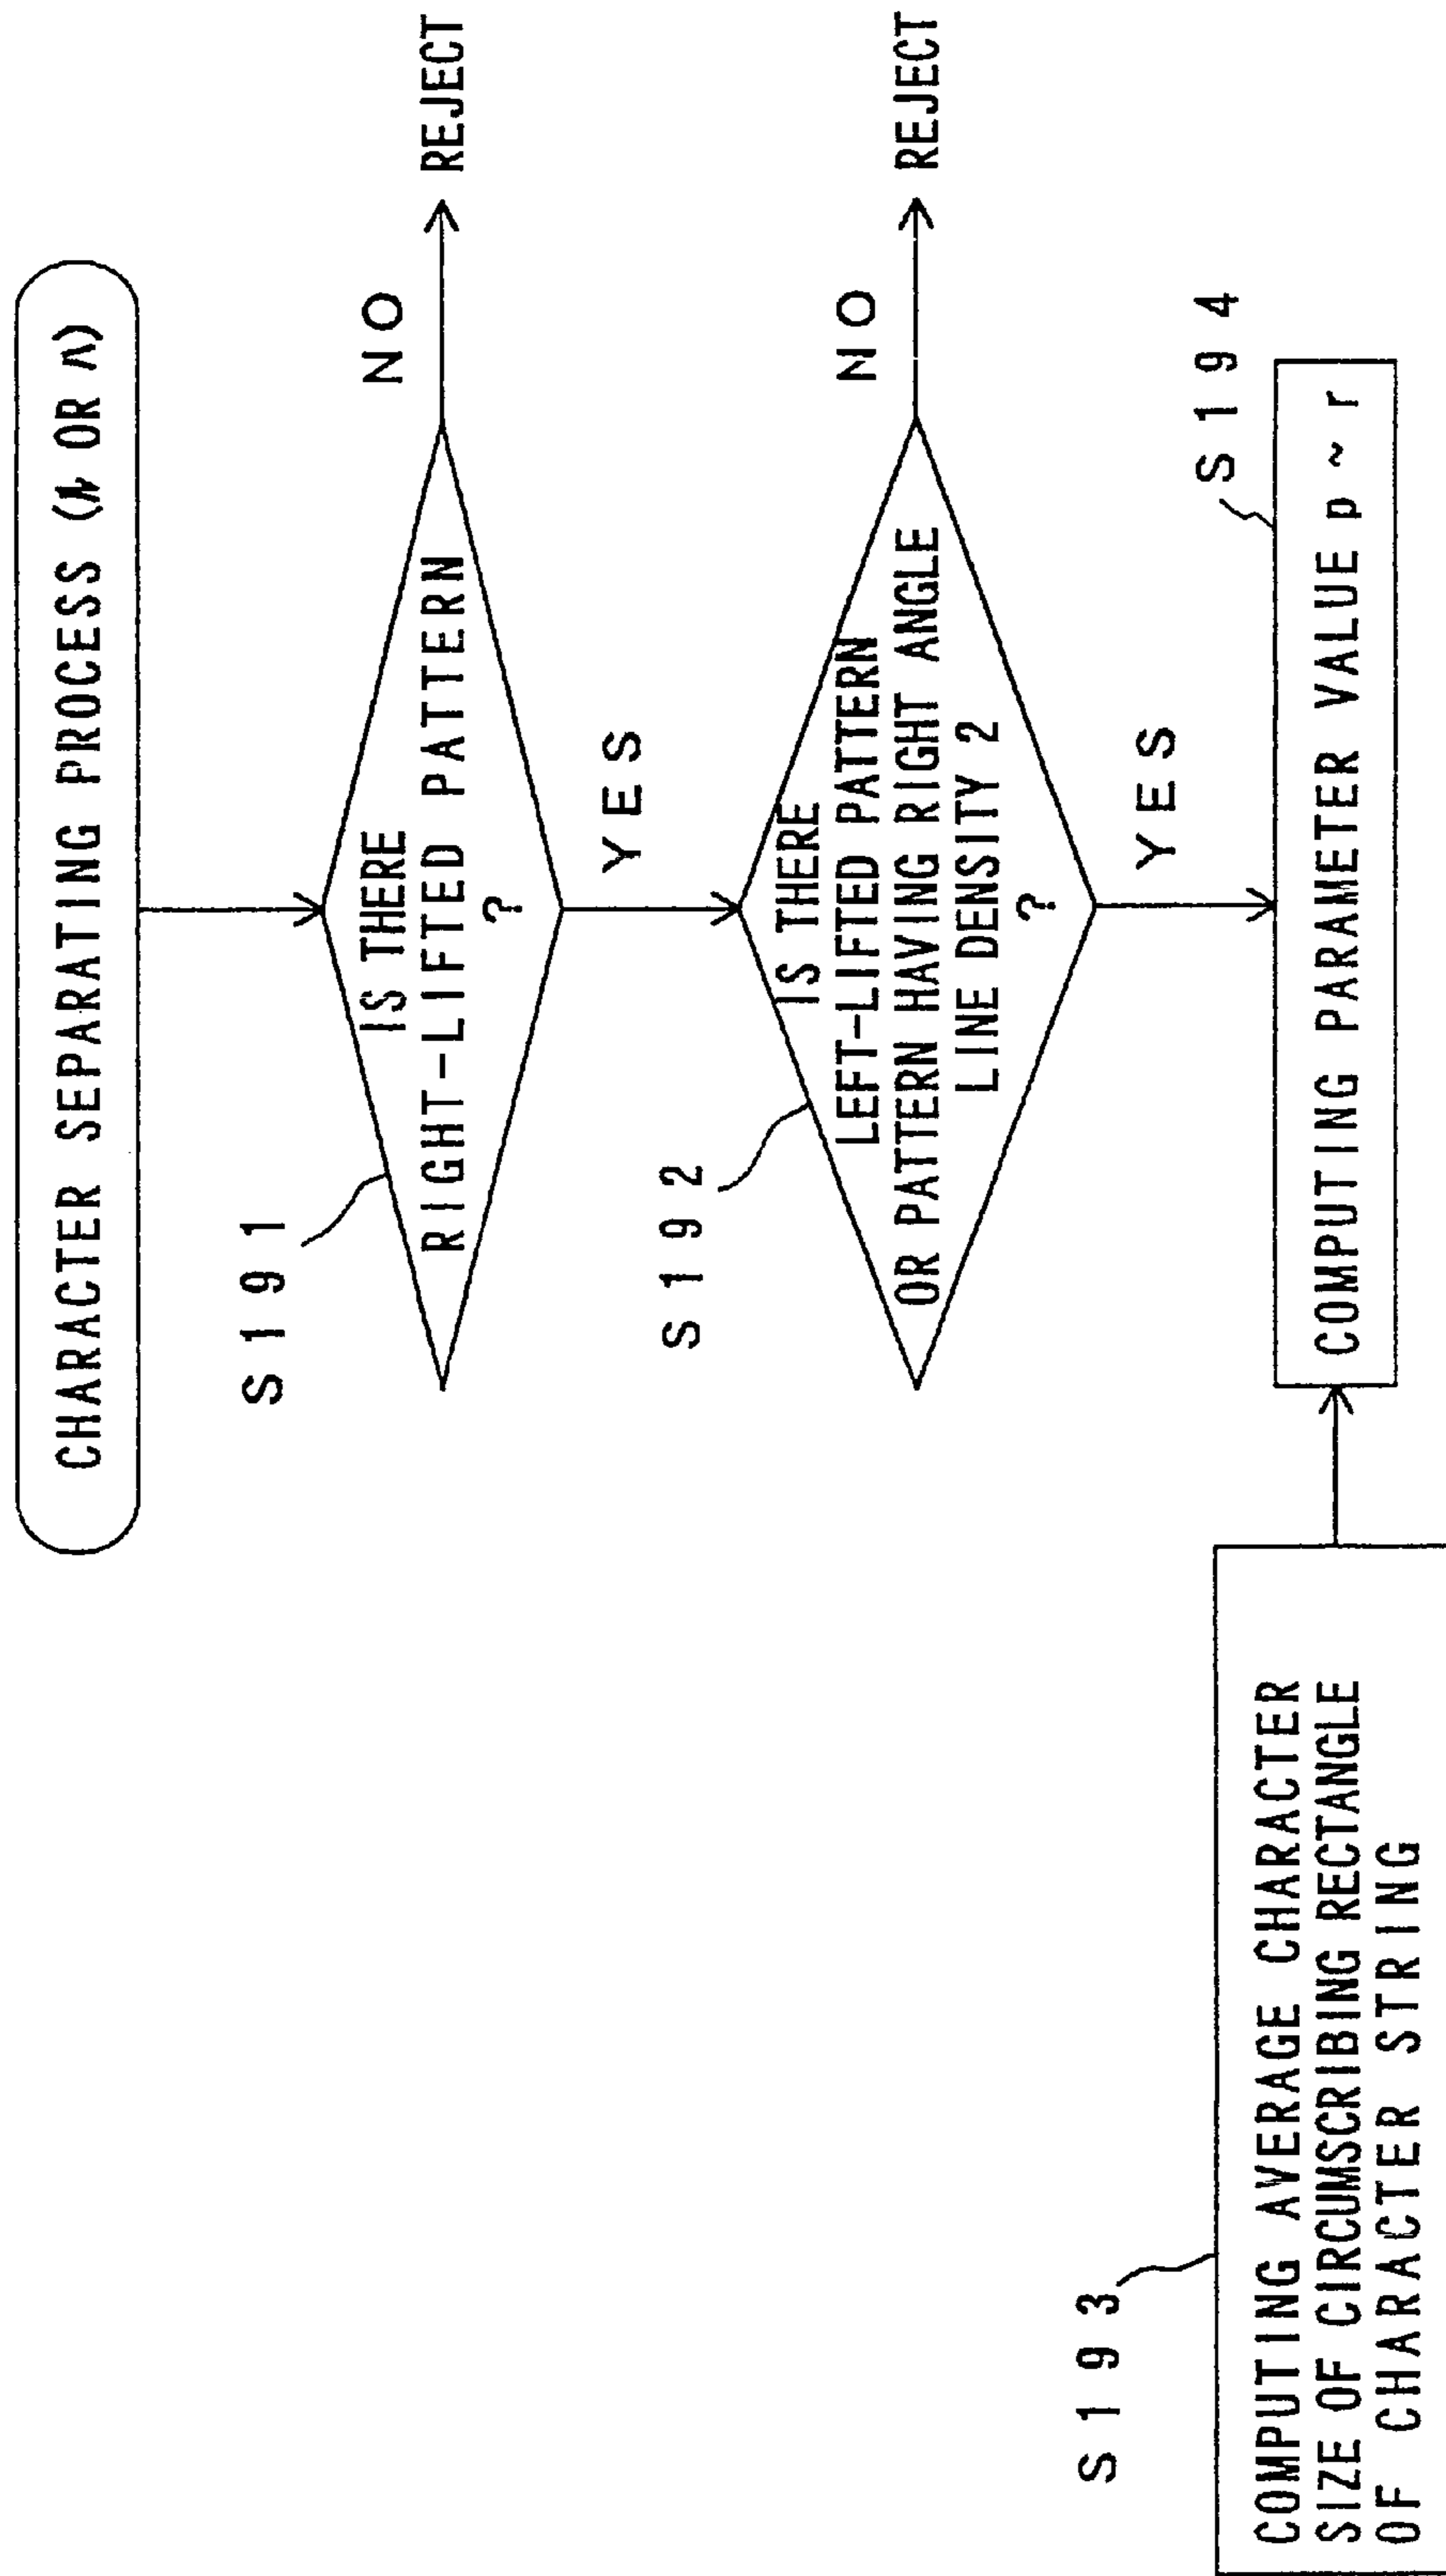 CHARACTER SEPARATING PROCESS ( OR )
S191
IS THERE
RIGHT-LIFTED PATTERN
?
NO
REJECT
YES
S192
IS THERE
LEFT-LIFTED PATTERN
OR PATTERN HAVING RIGHT ANGLE
LINE DENSITY 2
?
NO
REJECT
YES
S193
COMPUTING AVERAGE CHARACTER
SIZE OF CIRCUMSCRIBING RECTANGLE
OF CHARACTER STRING
S194
COMPUTING PARAMETER VALUE p ~ r